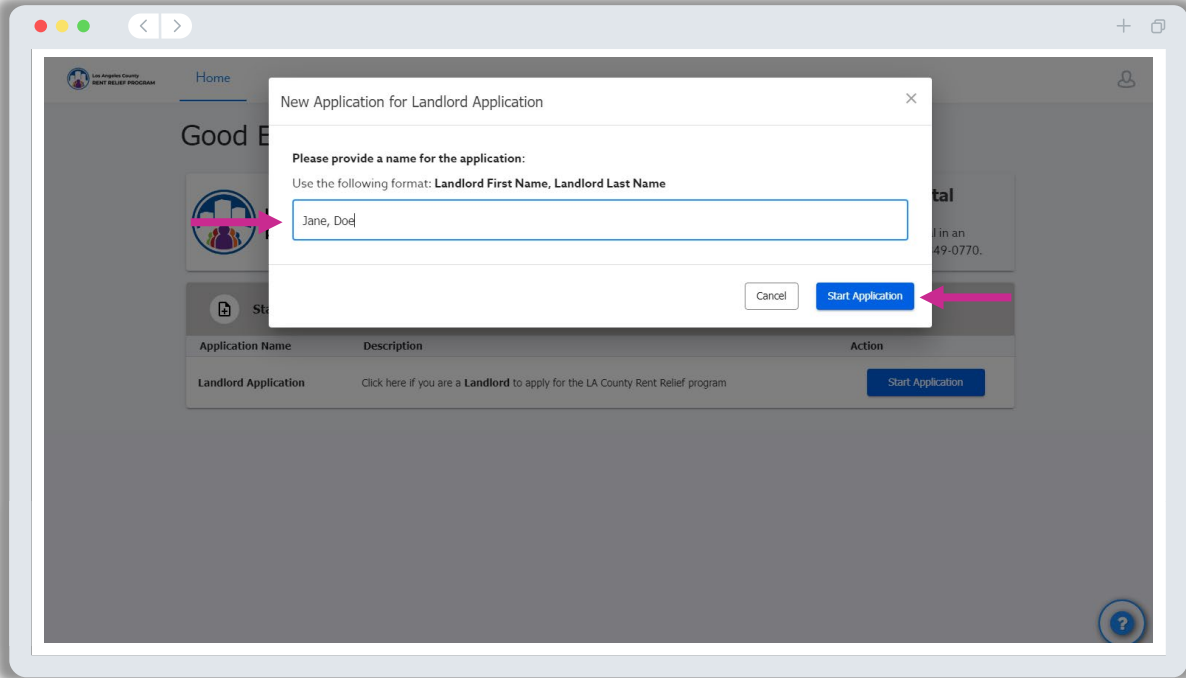 Los Angeles County
RENT RELIEF PROGRAM
Home
New Application for Landlord Application
Good E
Please provide a name for the application:
Use the following format: Landlord First Name, Landlord Last Name
Jane, Doe
tal
l in an
49-0770.
Cancel
Start Application
Sta
Application Name Description Action
Landlord Application Click here if you are a Landlord to apply for the LA County Rent Relief program Start Application
?